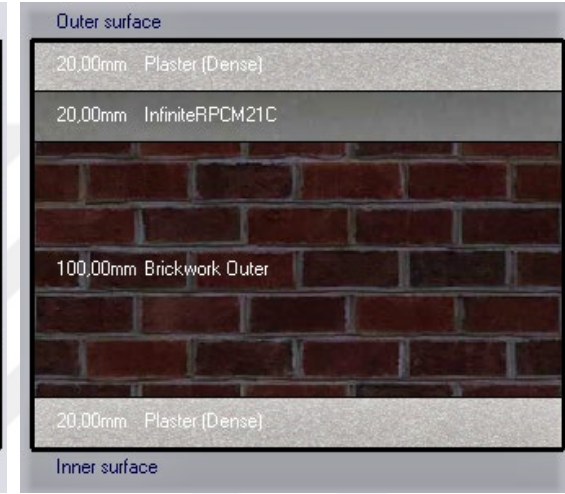 Outer surface
20,00mm Plaster (Dense)
20,00mm InfiniteRPCM21C
100,00mm Brickwork Outer
20,00mm Plaster (Dense)
Inner surface